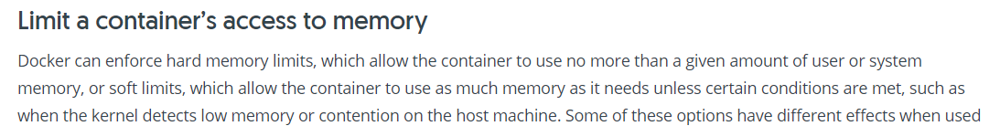 Limit a container’s access to memory
Docker can enforce hard memory limits, which allow the container to use no more than a given amount of user or system
memory, or soft limits, which allow the container to use as much memory as it needs unless certain conditions are met, such as
when the kernel detects low memory or contention on the host machine. Some of these options have different effects when used